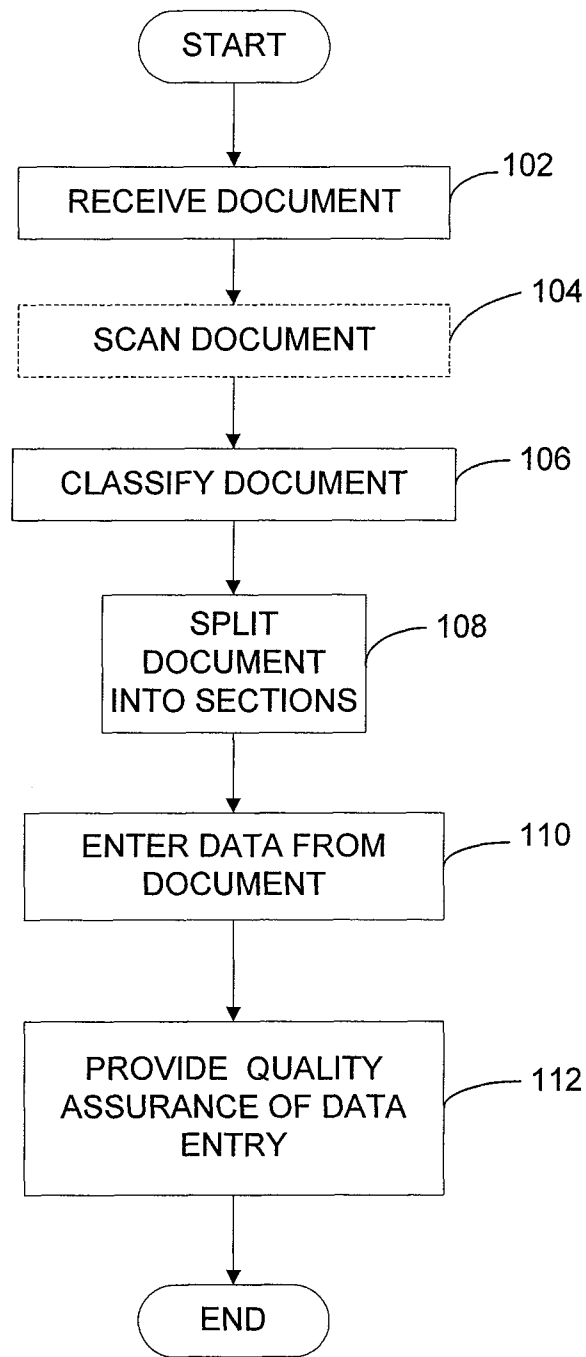 START
RECEIVE DOCUMENT
102
SCAN DOCUMENT
104
CLASSIFY DOCUMENT
106
SPLIT
DOCUMENT
INTO SECTIONS
108
ENTER DATA FROM
DOCUMENT
110
PROVIDE QUALITY
ASSURANCE OF DATA
ENTRY
112
END